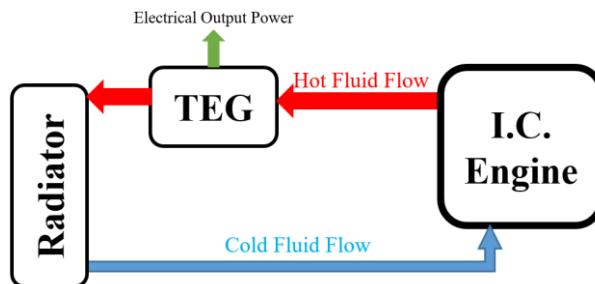 Electrical Output Power
Hot Fluid Flow
TEG
I.C.
Engine
Radiator
Cold Fluid Flow